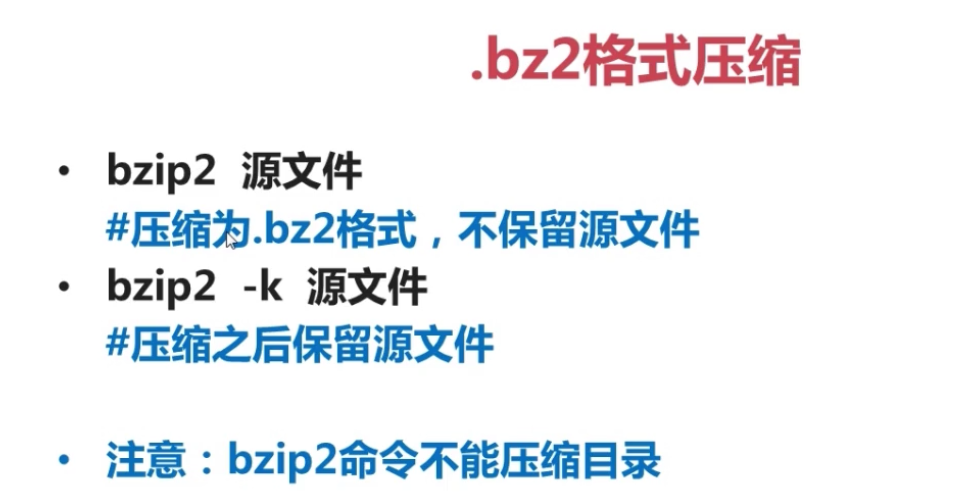 .bz2格式压缩
• bzip2 源文件
#压缩为.bz2格式，不保留源文件
• bzip2 -k 源文件
#压缩之后保留源文件
• 注意：bzip2命令不能压缩目录